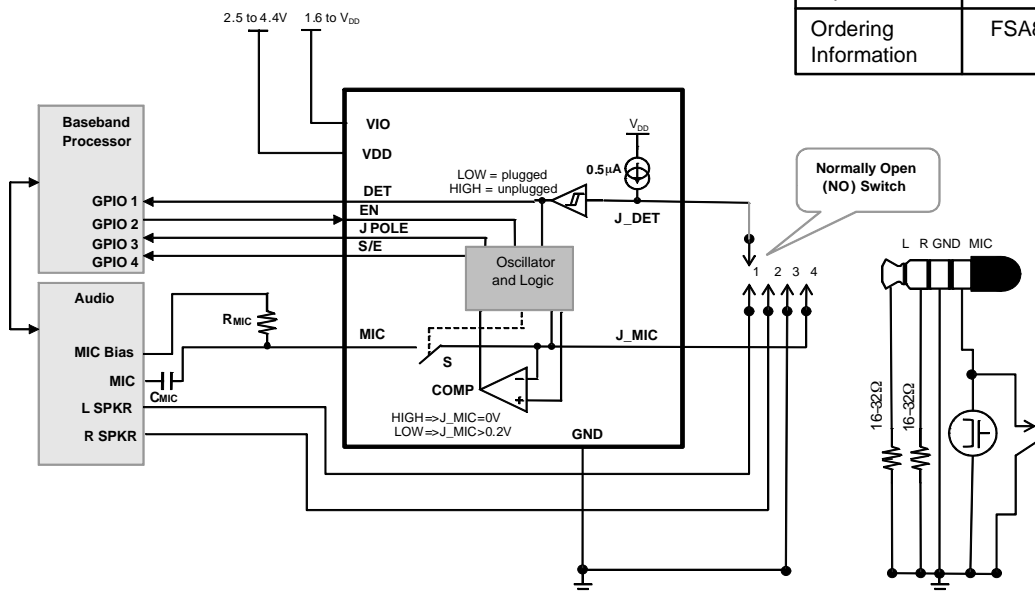 2.5 to 4.4V
1.6 to VDD
Ordering
Information
Baseband
Processor
GPIO 1
GPIO 2
GPIO 3
GPIO 4
Audio
MIC Bias
MIC
CMIC
L SPKR
R SPKR
RMIC
VIO
VDD
DET
EN
J POLE
S/E
LOW = plugged
HIGH = unplugged
VDD
0.5µA
J_DET
Oscillator
and Logic
MIC
S
J_MIC
COMP
HIGH=>J_MIC=0V
LOW=>J_MIC>0.2V
GND
Normally Open
(NO) Switch
1 2 3 4
L R GND MIC
16-32Ω
16-32Ω